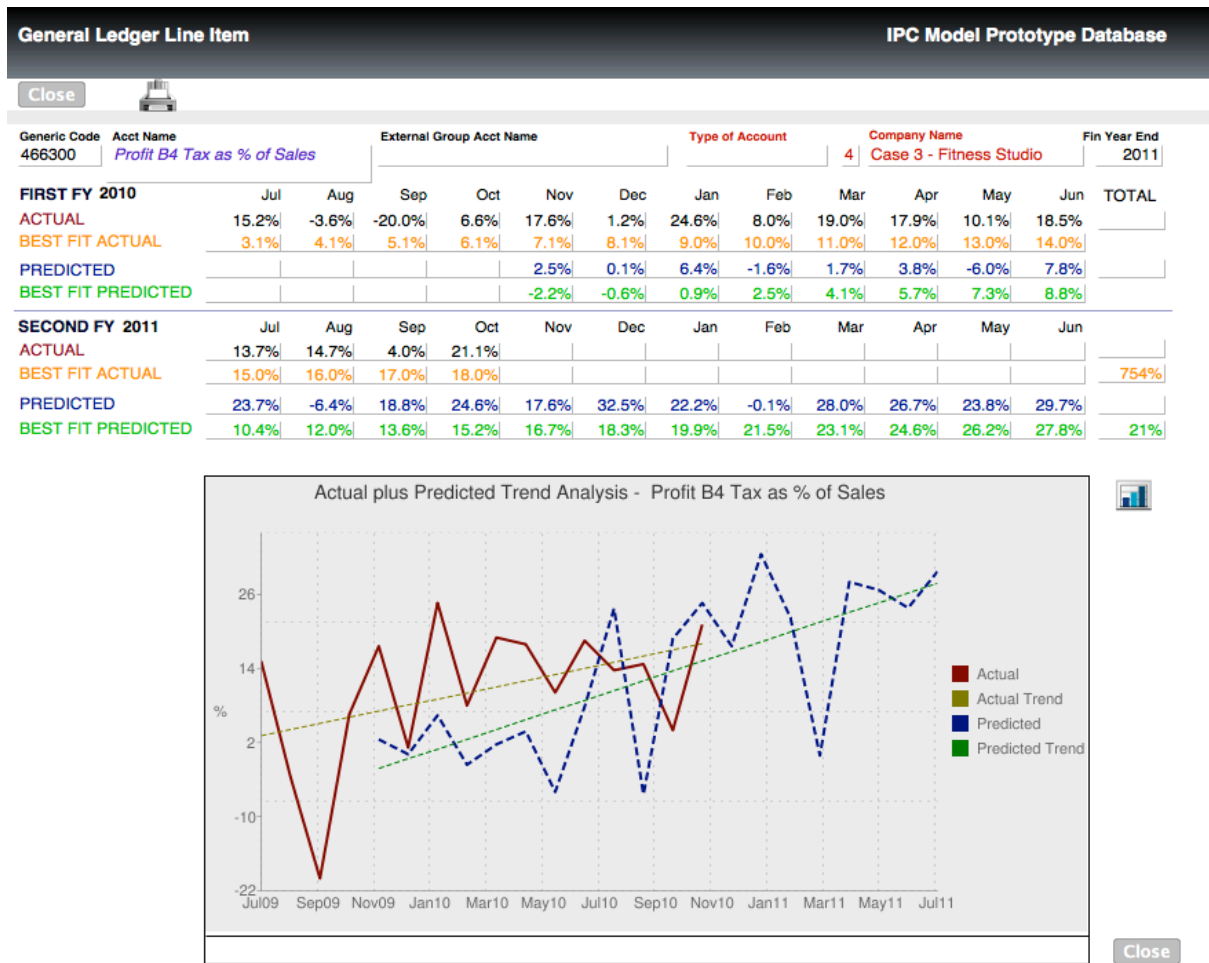 General Ledger Line Item IPC Model Prototype Database
Close
Generic Code Acct Name External Group Acct Name Type of Account Company Name Fin Year End
466300 Profit B4 Tax as % of Sales 4 Case 3 - Fitness Studio 2011
FIRST FY 2010 Jul Aug Sep Oct Nov Dec Jan Feb Mar Apr May Jun TOTAL
ACTUAL 15.2% -3.6% -20.0% 6.6% 17.6% 1.2% 24.6% 8.0% 19.0% 17.9% 10.1% 18.5%
BEST FIT ACTUAL 3.1% 4.1% 5.1% 6.1% 7.1% 8.1% 9.0% 10.0% 11.0% 12.0% 13.0% 14.0%
PREDICTED 2.5% 0.1% 6.4% -1.6% 1.7% 3.8% -6.0% 7.8%
BEST FIT PREDICTED -2.2% -0.6% 0.9% 2.5% 4.1% 5.7% 7.3% 8.8%
SECOND FY 2011 Jul Aug Sep Oct Nov Dec Jan Feb Mar Apr May Jun
ACTUAL 13.7% 14.7% 4.0% 21.1%
BEST FIT ACTUAL 15.0% 16.0% 17.0% 18.0% 754%
PREDICTED 23.7% -6.4% 18.8% 24.6% 17.6% 32.5% 22.2% -0.1% 28.0% 26.7% 23.8% 29.7%
BEST FIT PREDICTED 10.4% 12.0% 13.6% 15.2% 16.7% 18.3% 19.9% 21.5% 23.1% 24.6% 26.2% 27.8% 21%
Actual plus Predicted Trend Analysis - Profit B4 Tax as % of Sales
26
14
%
2
-10
-22
Jul09 Sep09 Nov09 Jan10 Mar10 May10 Jul10 Sep10 Nov10 Jan11 Mar11 May11 Jul11
Actual
Actual Trend
Predicted
Predicted Trend
Close